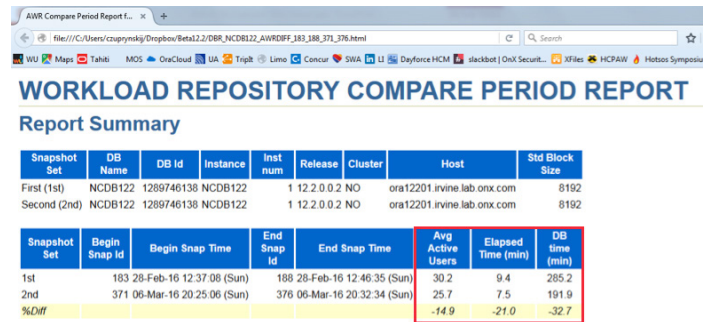 AWR Compare Period Report f... × +
file:///C:/Users/czuprynskij/Dropbox/Beta12.2/DBR_NCDB122_AWRDIFF_183_188_371_376.html C Search
WU Maps Tahiti MOS OraCloud UA TripIt Limo Concur SWA LI Dayforce HCM slackbot | OnX Securit... XFiles HCPAW Hotsos Symposiu
WORKLOAD REPOSITORY COMPARE PERIOD REPORT
Report Summary
Snapshot Set DB Name DB Id Instance Inst num Release Cluster Host Std Block Size
First (1st) NCDB122 1289746138 NCDB122 1 12.2.0.0.2 NO ora12201.irvine.lab.onx.com 8192
Second (2nd) NCDB122 1289746138 NCDB122 1 12.2.0.0.2 NO ora12201.irvine.lab.onx.com 8192
Snapshot Set Begin Snap Id Begin Snap Time End Snap Id End Snap Time Avg Active Users Elapsed Time (min) DB time (min)
1st 183 28-Feb-16 12:37:08 (Sun) 188 28-Feb-16 12:46:35 (Sun) 30.2 9.4 285.2
2nd 371 06-Mar-16 20:25:06 (Sun) 376 06-Mar-16 20:32:34 (Sun) 25.7 7.5 191.9
%Diff -14.9 -21.0 -32.7